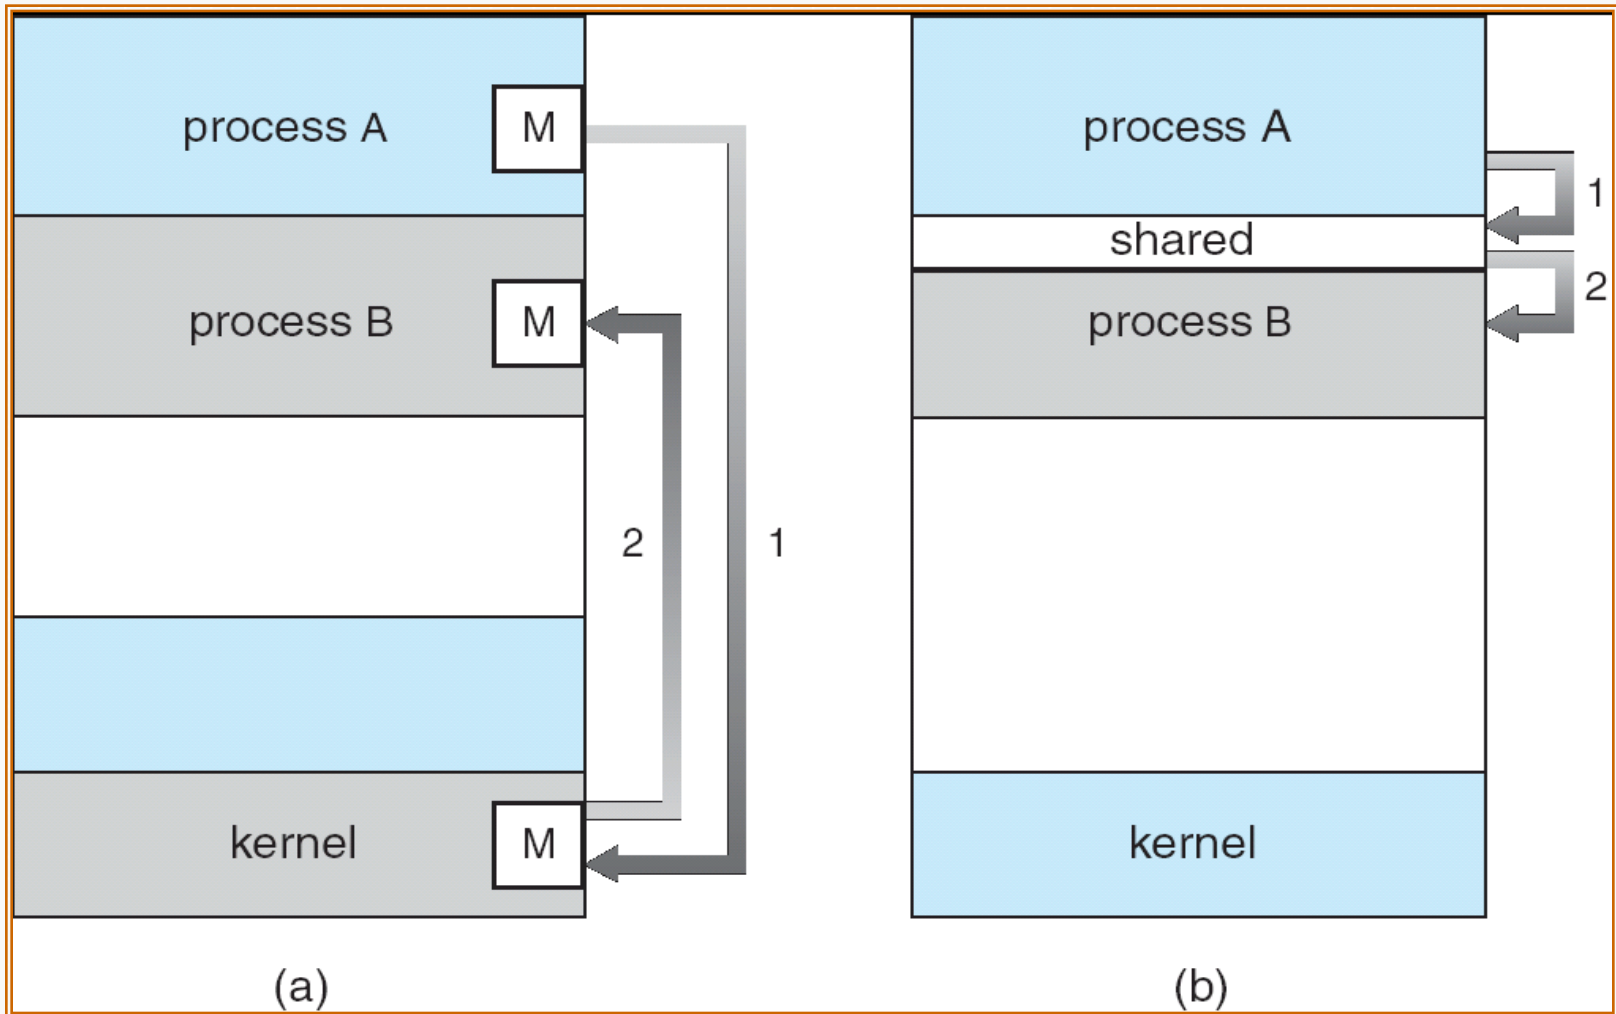 process A
M
process B
M
2
1
kernel
M
(a)
process A
1
shared
2
process B
kernel
(b)